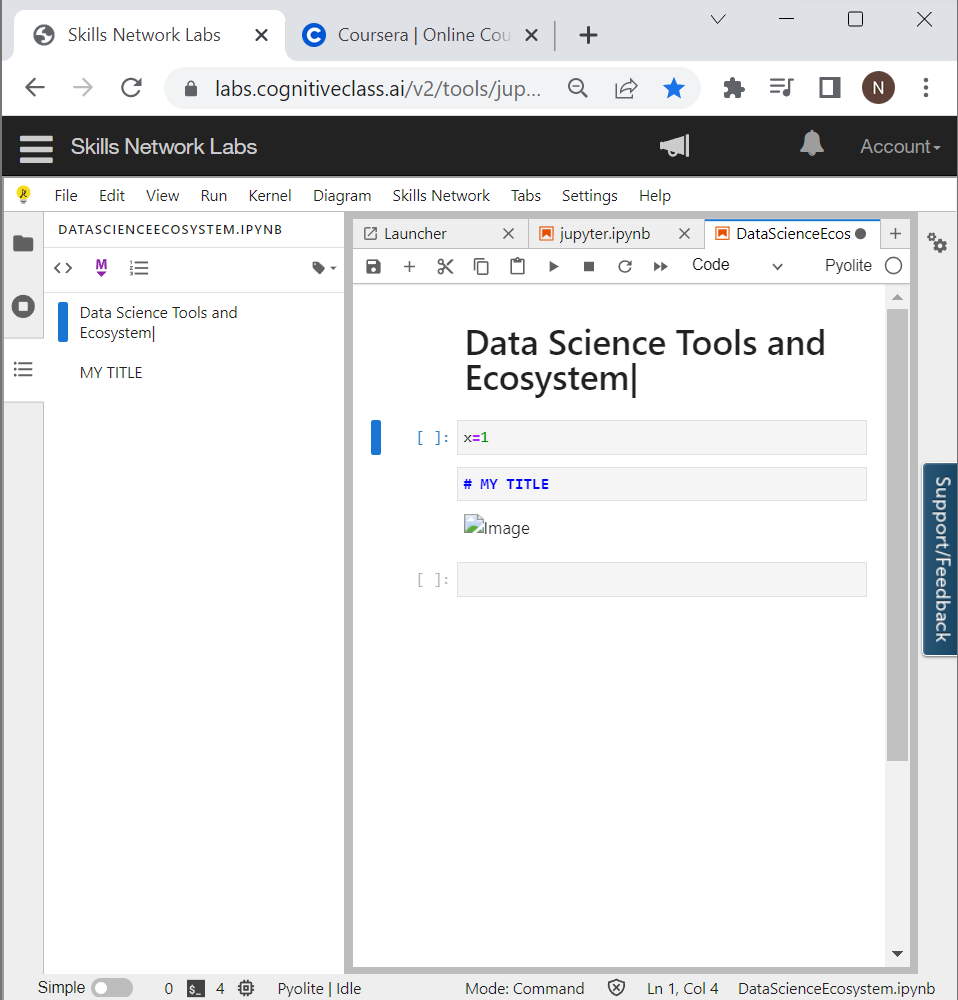 Skills Network Labs
Coursera | Online Cou
labs.cognitiveclass.ai/v2/tools/jup...
N
Skills Network Labs
Account
File Edit View Run Kernel Diagram Skills Network Tabs Settings Help
DATASCIENCEECOSYSTEM.IPYNB
M
Data Science Tools and
Ecosystem|
MY TITLE
Launcher
jupyter.ipynb
DataScienceEcos
Code
Pyolite
Data Science Tools and
Ecosystem|
[ ]: x=1
# MY TITLE
Image
[ ]:
Support/Feedback
Simple 0 $_ 4 Pyolite | Idle Mode: Command Ln 1, Col 4 DataScienceEcosystem.ipynb